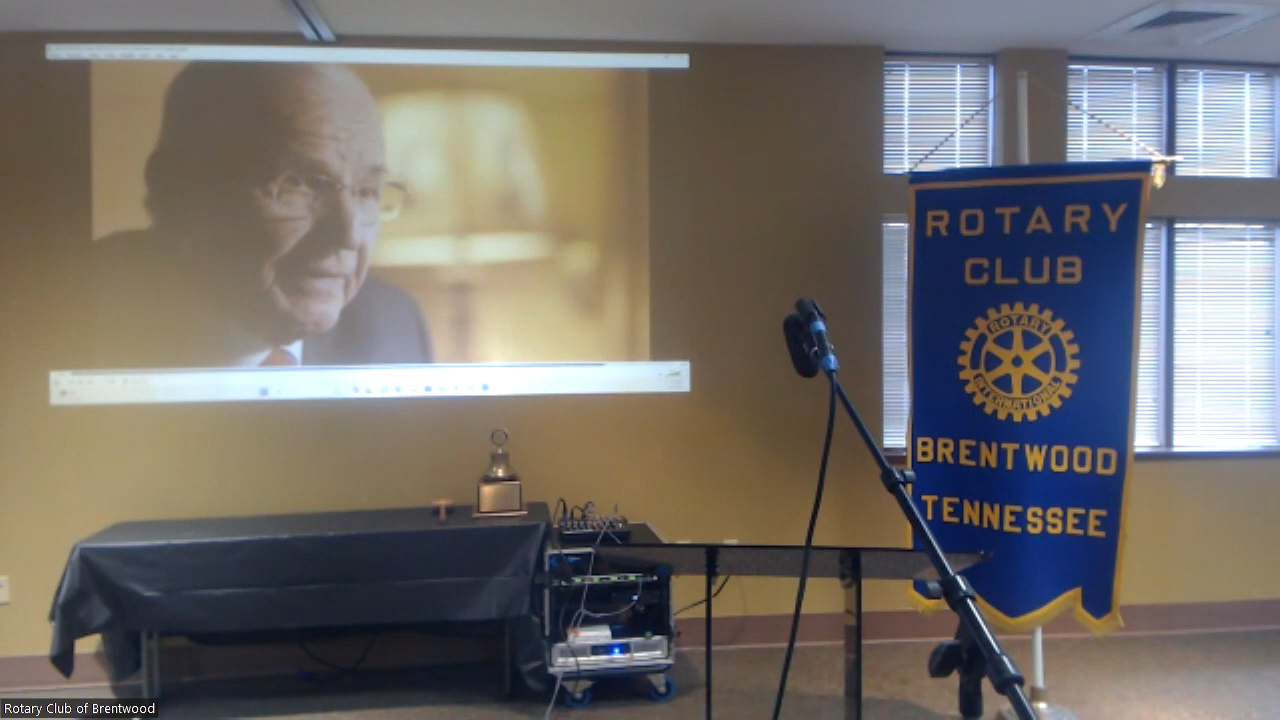 ROTARY
CLUB
ROTARY
INTERNATIONAL
BRENTWOOD
TENNESSEE
Rotary Club of Brentwood